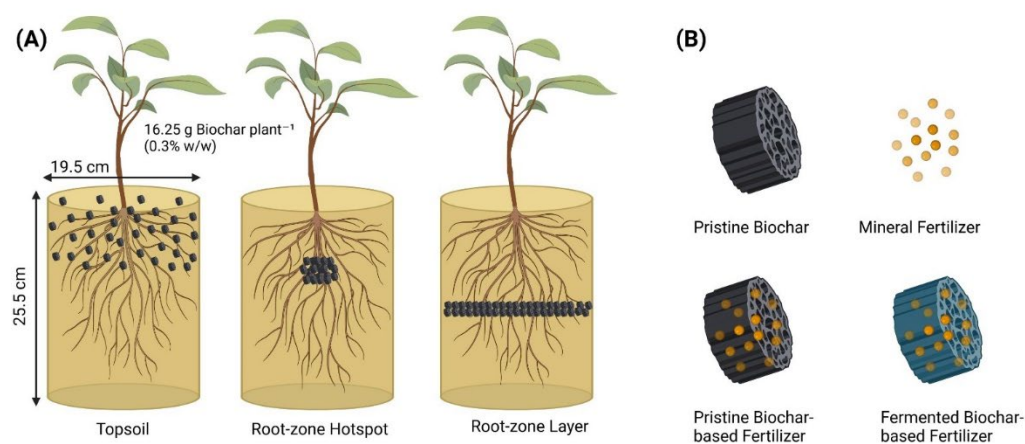 (A)
16.25 g Biochar plant⁻¹
(0.3% w/w)
19.5 cm
25.5 cm
Topsoil
Root-zone Hotspot
Root-zone Layer
(B)
Pristine Biochar
Mineral Fertilizer
Pristine Biochar-
based Fertilizer
Fermented Biochar-
based Fertilizer